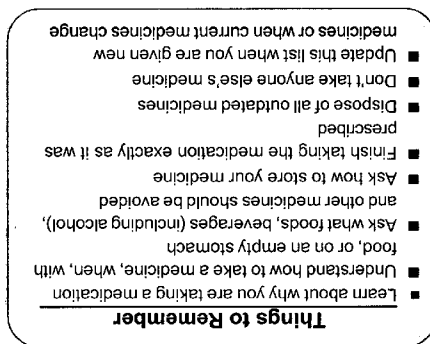 Things to Remember
■ Learn about why you are taking a medication
■ Understand how to take a medicine, when, with
food, or on an empty stomach
■ Ask what foods, beverages (including alcohol),
and other medicines should be avoided
■ Ask how to store your medicine
■ Finish taking the medication exactly as it was
prescribed
■ Dispose of all outdated medicines
■ Don't take anyone else's medicine
■ Update this list when you are given new
medicines or when current medicines change